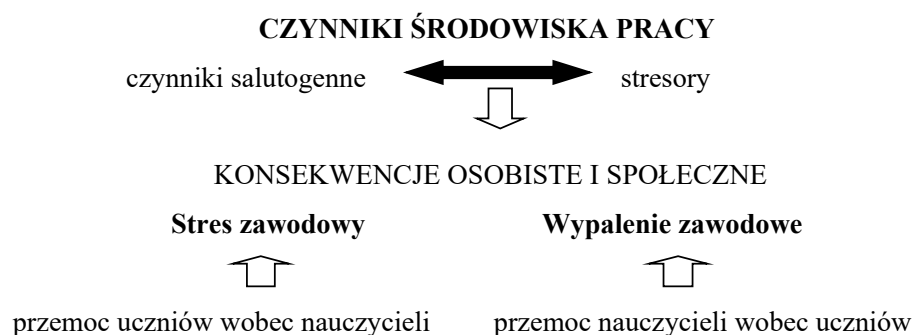 CZYNNIKI ŚRODOWISKA PRACY
czynniki salutogenne stresory
KONSEKWENCJE OSOBISTE I SPOŁECZNE
Stres zawodowy Wypalenie zawodowe
przemoc uczniów wobec nauczycieli przemoc nauczycieli wobec uczniów